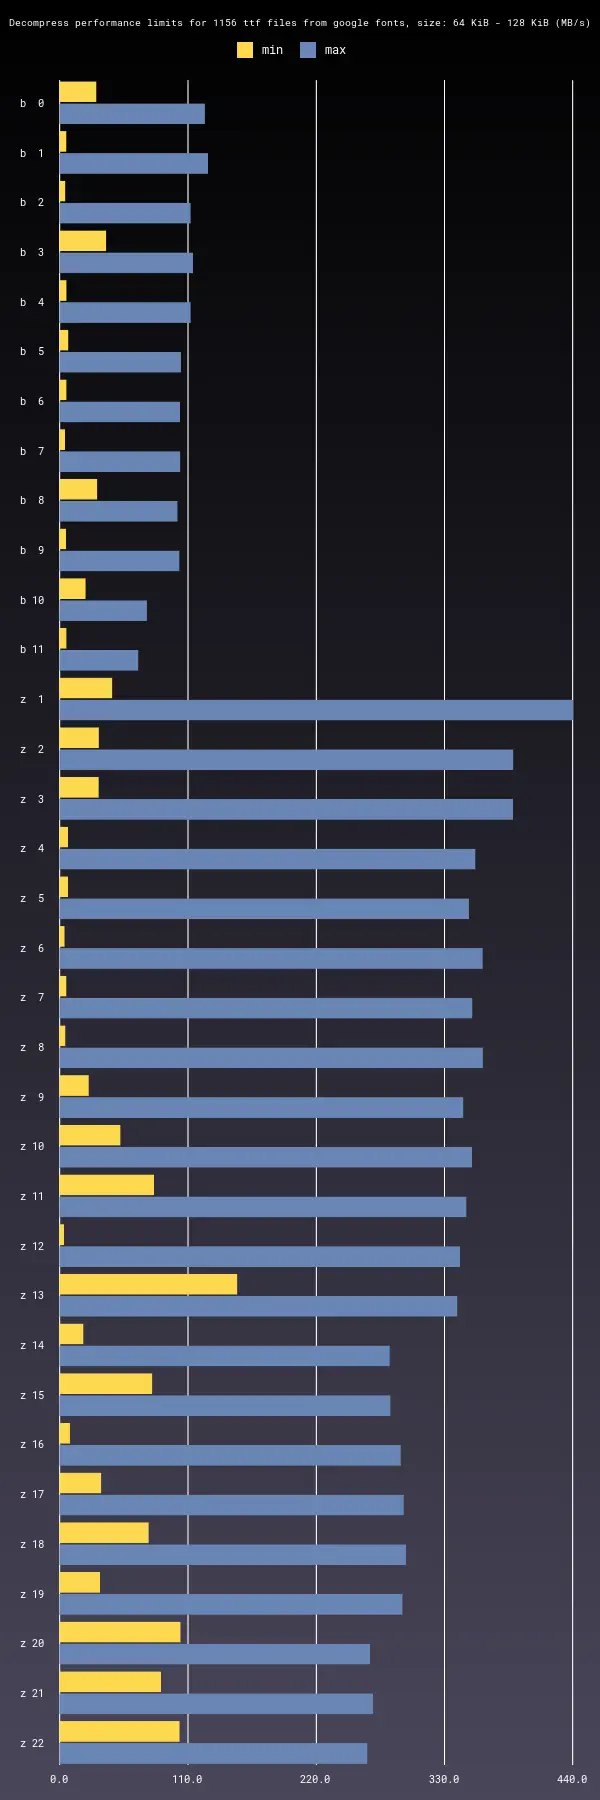 Decompress performance limits for 1156 ttf files from google fonts, size: 64 KiB - 128 KiB (MB/s)
min max
b 0
b 1
b 2
b 3
b 4
b 5
b 6
b 7
b 8
b 9
b 10
b 11
z 1
z 2
z 3
z 4
z 5
z 6
z 7
z 8
z 9
z 10
z 11
z 12
z 13
z 14
z 15
z 16
z 17
z 18
z 19
z 20
z 21
z 22
0.0 110.0 220.0 330.0 440.0